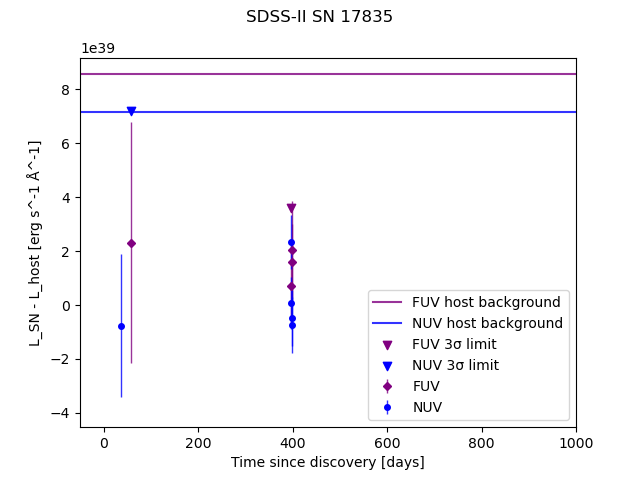 SDSS-II SN 17835
1e39
8
6
4
2
0
−2
−4
L_SN - L_host [erg s^-1 Å^-1]
FUV host background
NUV host background
FUV 3σ limit
NUV 3σ limit
FUV
NUV
0 200 400 600 800 1000
Time since discovery [days]